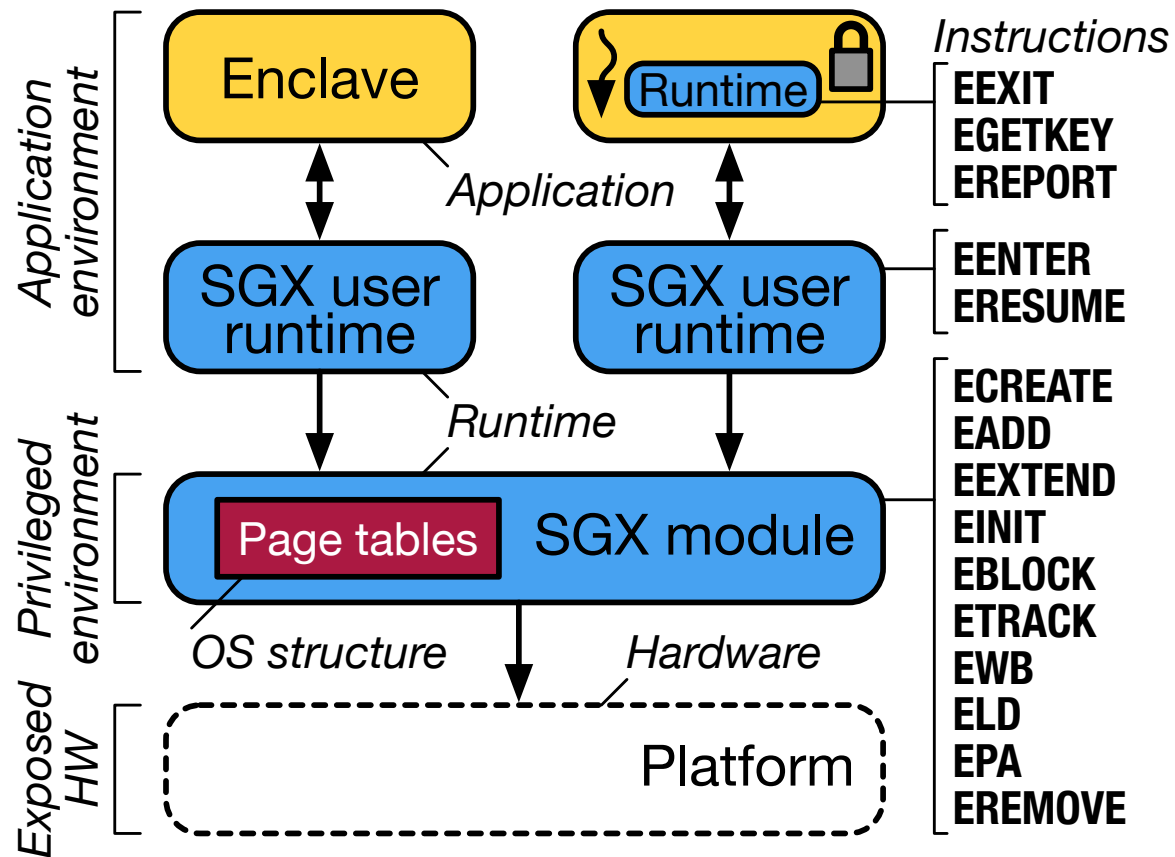 Application
environment
Enclave
Runtime
Instructions
EEXIT
EGETKEY
EREPORT
Application
SGX user
runtime
SGX user
runtime
EENTER
ERESUME
Runtime
Privileged
environment
Page tables
SGX module
ECREATE
EADD
EEXTEND
EINIT
EBLOCK
ETRACK
EWB
ELD
EPA
EREMOVE
OS structure
Hardware
Exposed
HW
Platform